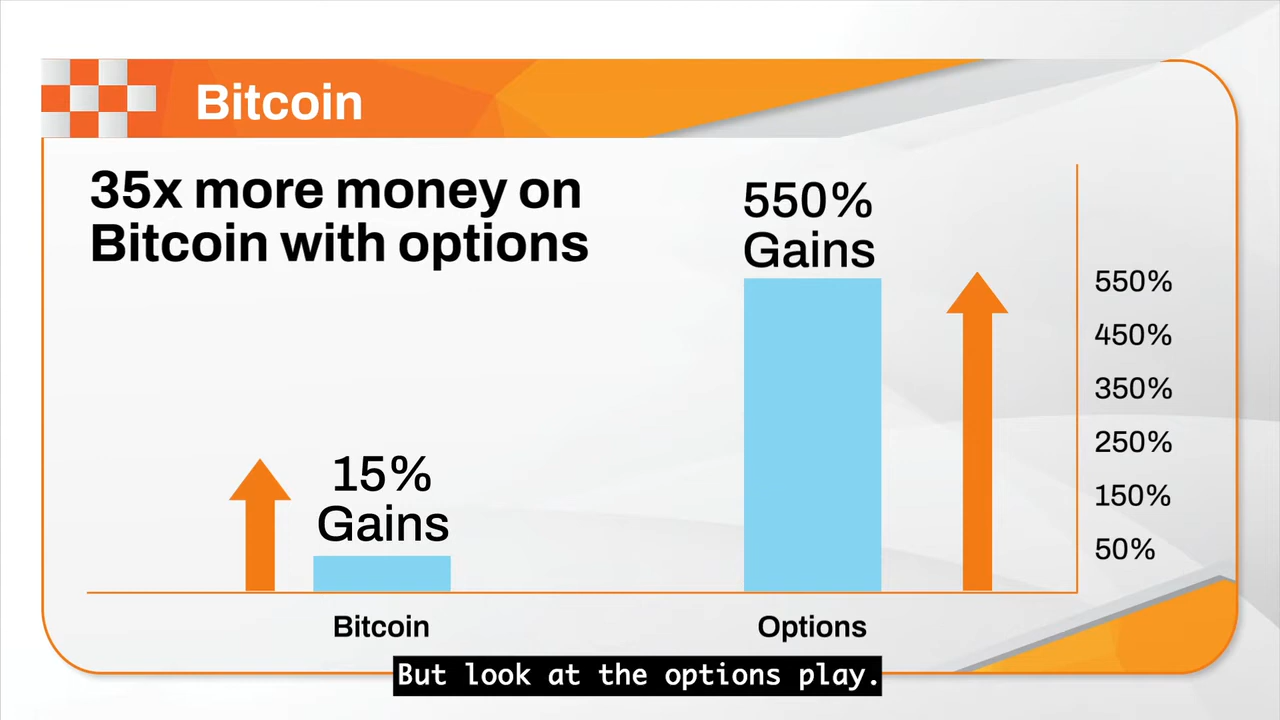 Bitcoin
35x more money on
Bitcoin with options
550%
Gains
15%
Gains
550%
450%
350%
250%
150%
50%
Bitcoin
Options
But look at the options play.